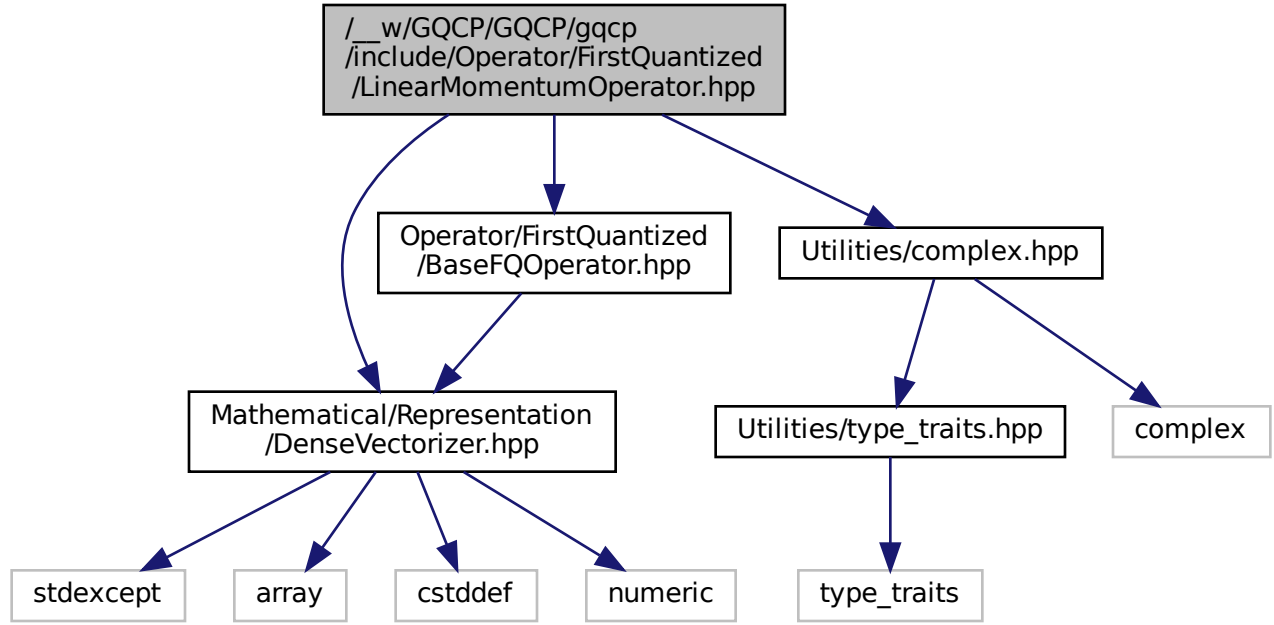 /__w/GQCP/GQCP/gqcp
/include/Operator/FirstQuantized
/LinearMomentumOperator.hpp
Operator/FirstQuantized
/BaseFQOperator.hpp
Utilities/complex.hpp
Mathematical/Representation
/DenseVectorizer.hpp
Utilities/type_traits.hpp
complex
stdexcept
array
cstddef
numeric
type_traits